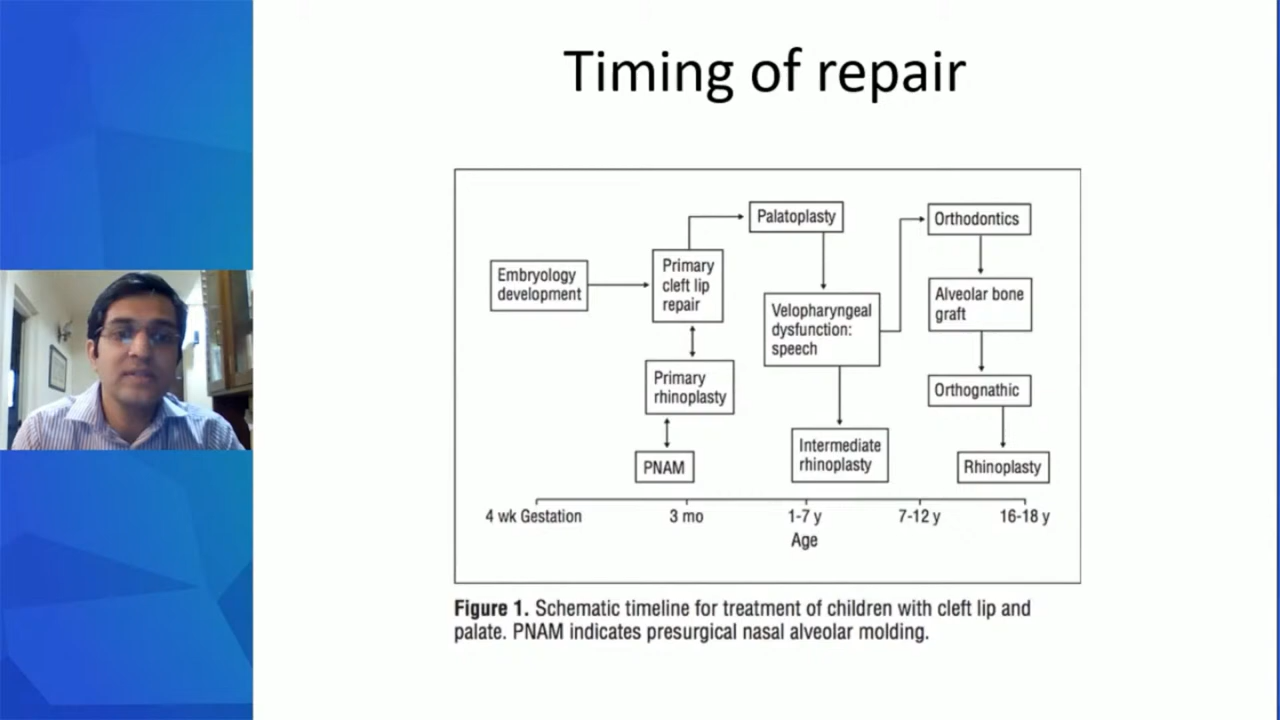 Timing of repair
Palatoplasty
Orthodontics
Embryology
development
Primary
cleft lip
repair
Velopharyngeal
dysfunction:
speech
Alveolar bone
graft
Primary
rhinoplasty
Orthognathic
PNAM
Intermediate
rhinoplasty
Rhinoplasty
4 wk Gestation
3 mo
1-7 y
7-12 y
16-18 y
Age
Figure 1. Schematic timeline for treatment of children with cleft lip and
palate. PNAM indicates presurgical nasal alveolar molding.